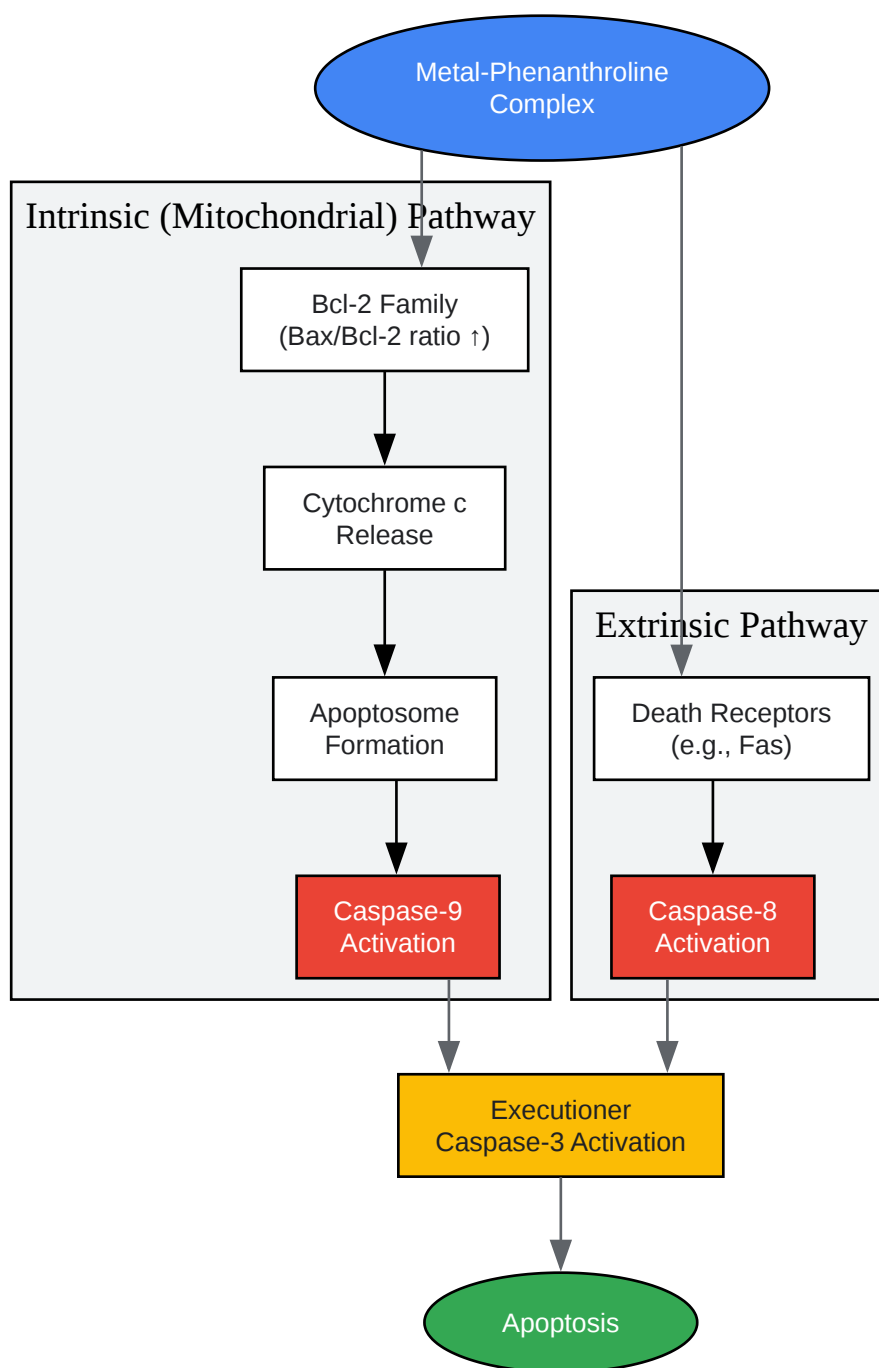 Metal-Phenanthroline
Complex
Intrinsic (Mitochondrial) Pathway
Bcl-2 Family
(Bax/Bcl-2 ratio ↑)
Cytochrome c
Release
Apoptosome
Formation
Caspase-9
Activation
Extrinsic Pathway
Death Receptors
(e.g., Fas)
Caspase-8
Activation
Executioner
Caspase-3 Activation
Apoptosis